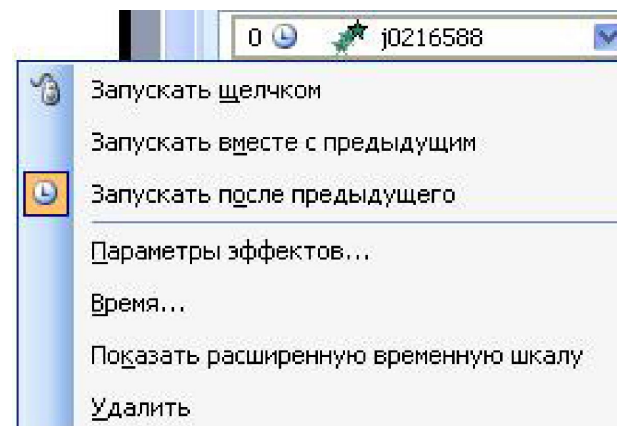 0 j0216588
Запускать щелчком
Запускать вместе с предыдущим
Запускать после предыдущего
Параметры эффектов...
Время...
Показать расширенную временную шкалу
Удалить